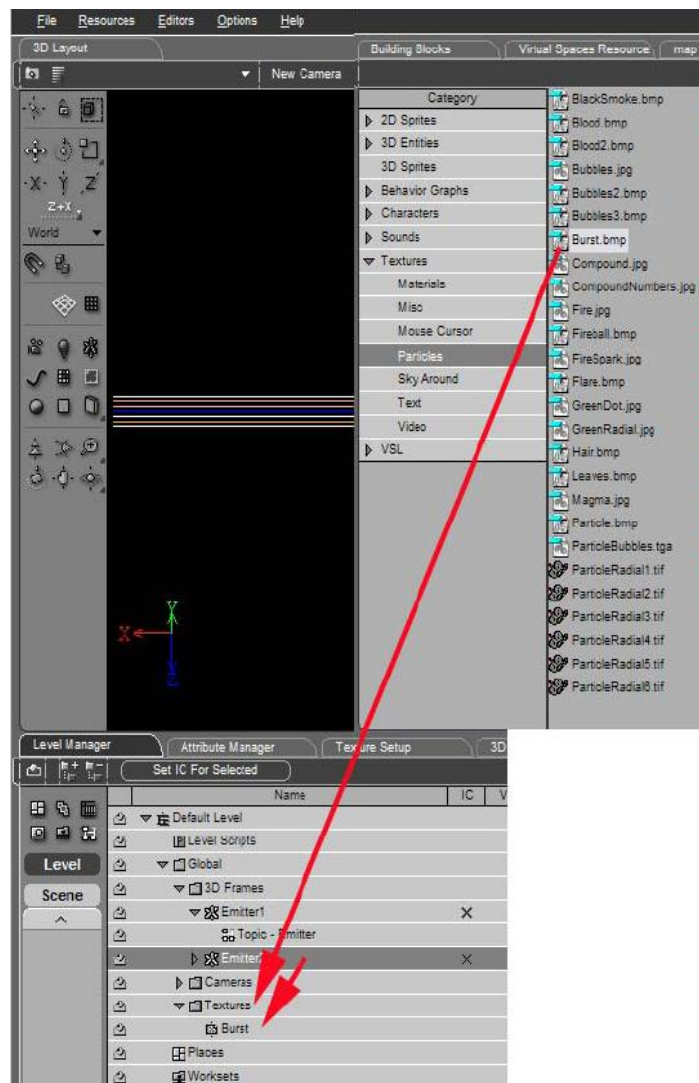 File Resources Editors Options Help
3D Layout
Building Blocks Virtual Spaces Resource map
New Camera
X Y Z
Z+X
World
Category
2D Sprites
3D Entities
3D Sprites
Behavior Graphs
Characters
Sounds
Textures
Materials
Misc
Mouse Cursor
Particles
Sky Around
Text
Video
VSL
BlackSmoke.bmp
Blood.bmp
Blood2.bmp
Bubbles.jpg
Bubbles2.bmp
Bubbles3.bmp
Burst.bmp
Compound.jpg
CompoundNumbers.jpg
Fire.jpg
Fireball.bmp
FireSpark.jpg
Flare.bmp
GreenDot.jpg
GreenRadial.jpg
Hair.bmp
Leaves.bmp
Magma.jpg
Particle.bmp
ParticleBubbles.tga
ParticleRadial1.tif
ParticleRadial2.tif
ParticleRadial3.tif
ParticleRadial4.tif
ParticleRadial5.tif
ParticleRadial6.tif
Y
X
Z
Level Manager Attribute Manager Texture Setup 3D
Set IC For Selected
Name IC V
Level
Scene
Default Level
Level Scripts
Global
3D Frames
Emitter1 X
Topic - Emitter
X
Cameras
Textures
Burst
Places
Worksets